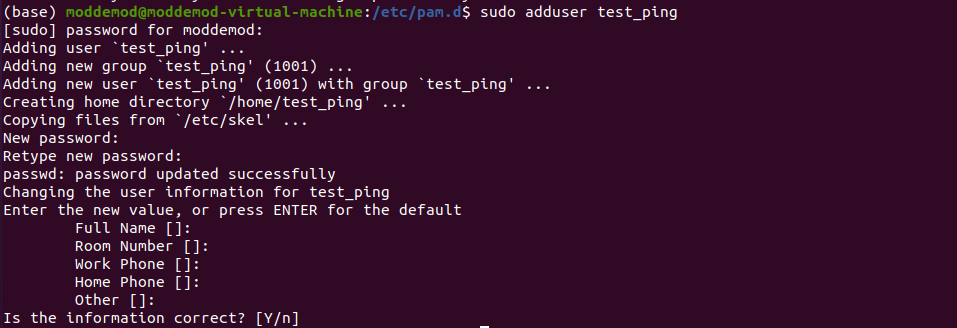 (base) moddemod@moddemod-virtual-machine:/etc/pam.d$ sudo adduser test_ping
[sudo] password for moddemod:
Adding user `test_ping' ...
Adding new group `test_ping' (1001) ...
Adding new user `test_ping' (1001) with group `test_ping' ...
Creating home directory `/home/test_ping' ...
Copying files from `/etc/skel' ...
New password:
Retype new password:
passwd: password updated successfully
Changing the user information for test_ping
Enter the new value, or press ENTER for the default
Full Name []:
Room Number []:
Work Phone []:
Home Phone []:
Other []:
Is the information correct? [Y/n]